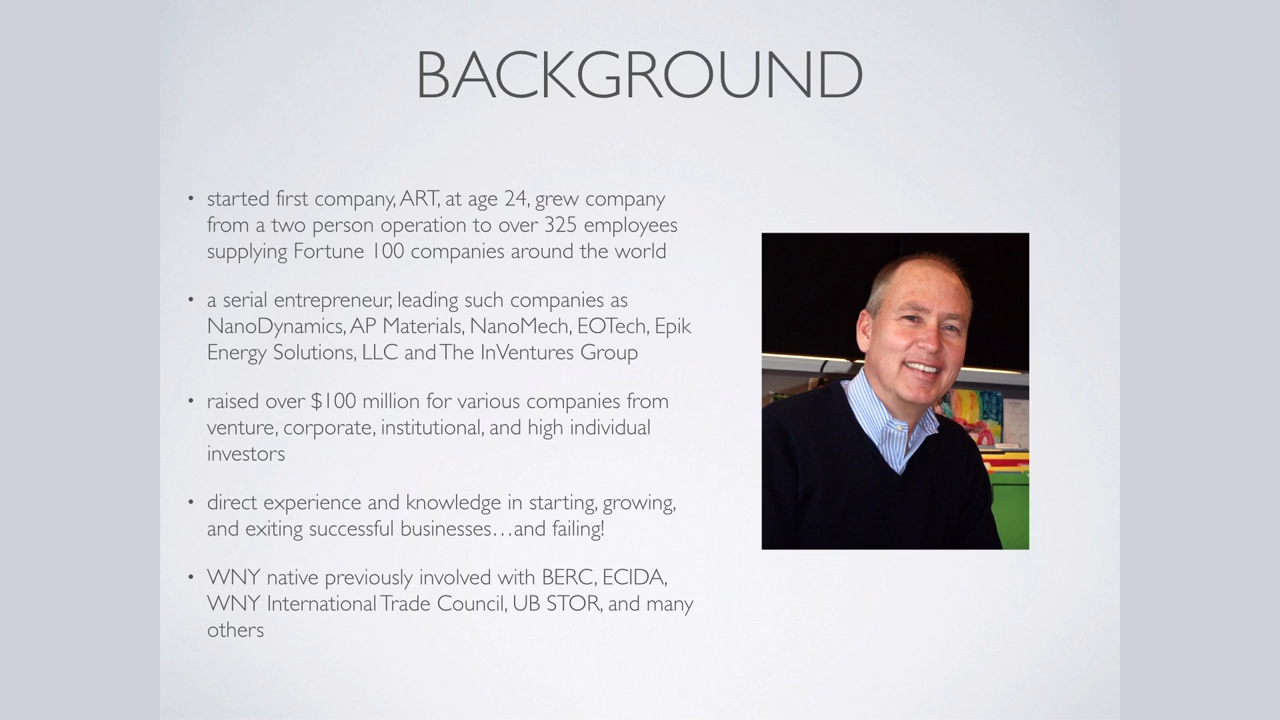 BACKGROUND
• started first company, ART, at age 24, grew company
from a two person operation to over 325 employees
supplying Fortune 100 companies around the world
• a serial entrepreneur, leading such companies as
NanoDynamics, AP Materials, NanoMech, EOTech, Epik
Energy Solutions, LLC and The InVentures Group
• raised over $100 million for various companies from
venture, corporate, institutional, and high individual
investors
• direct experience and knowledge in starting, growing,
and exiting successful businesses…and failing!
• WNY native previously involved with BERC, ECIDA,
WNY International Trade Council, UB STOR, and many
others